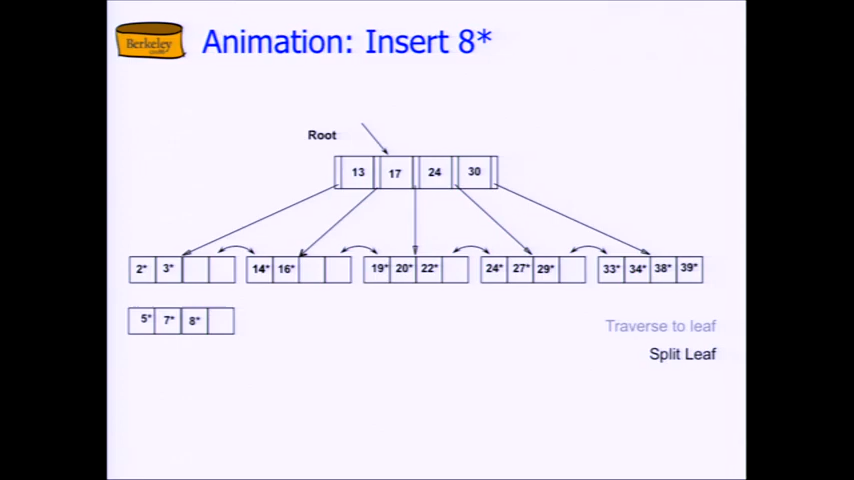 Berkeley
Animation: Insert 8*
Root
13 17 24 30
2* 3* 14* 16* 19* 20* 22* 24* 27* 29* 33* 34* 38* 39*
5* 7* 8*
Traverse to leaf
Split Leaf